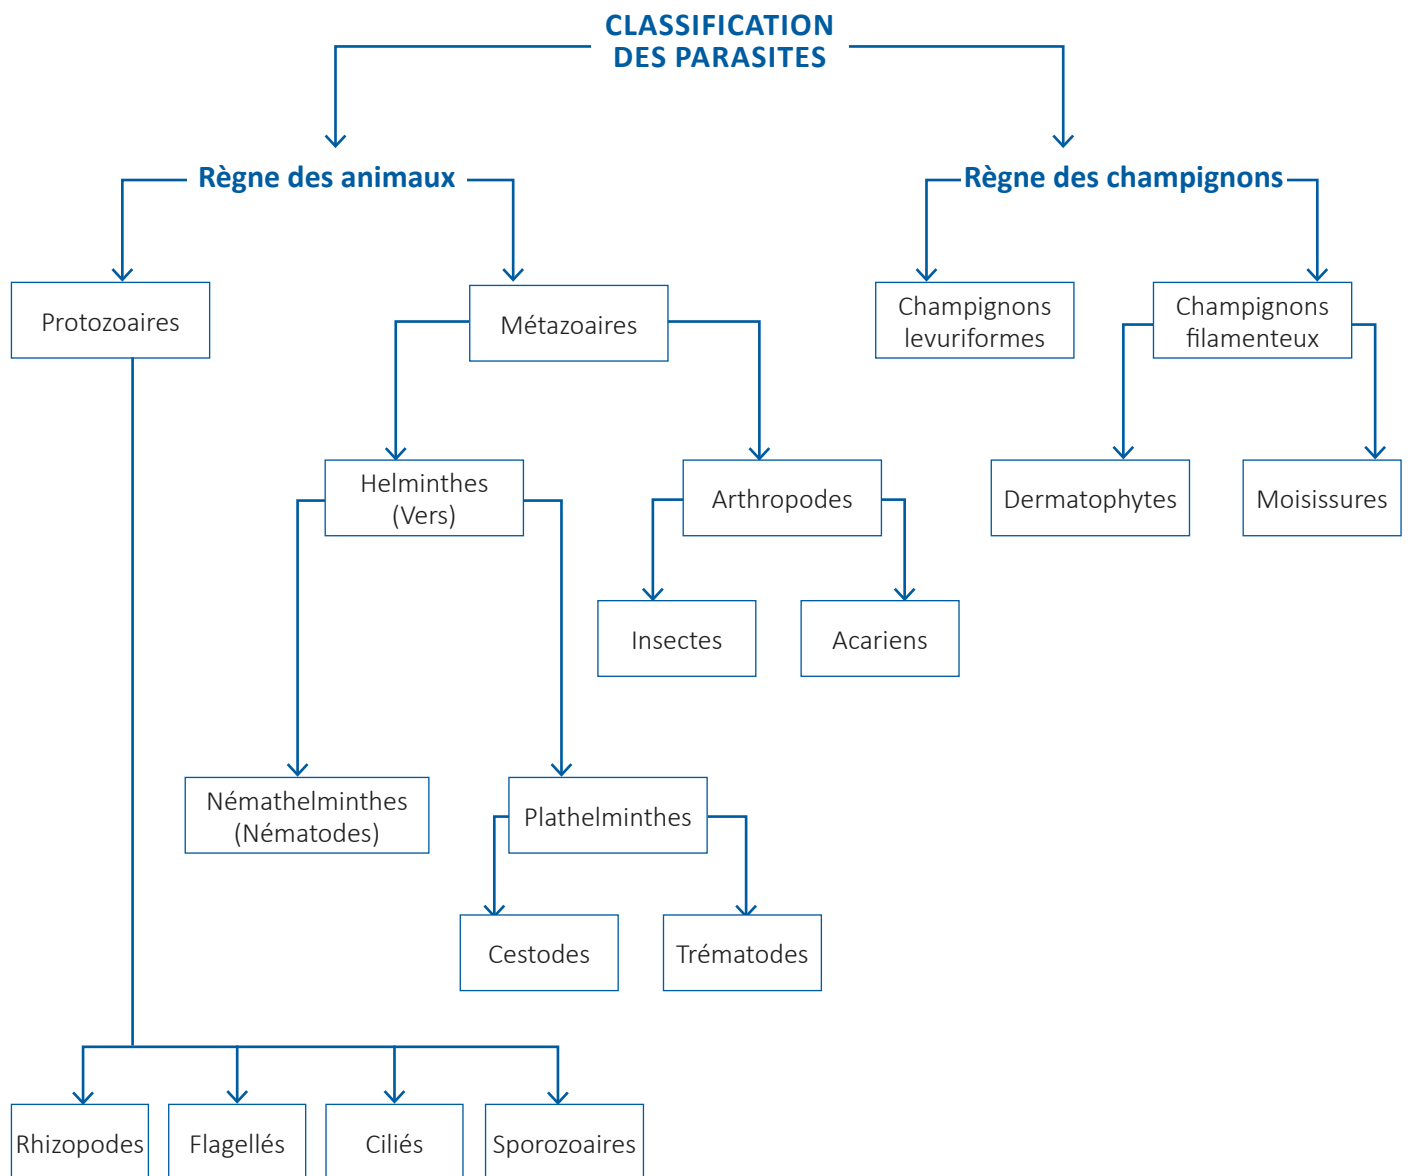 CLASSIFICATION
DES PARASITES
Règne des animaux
Règne des champignons
Protozoaires
Métazoaires
Champignons
levuriformes
Champignons
filamenteux
Helminthes
(Vers)
Arthropodes
Dermatophytes
Moisissures
Insectes
Acariens
Némathelminthes
(Nématodes)
Plathelminthes
Cestodes
Trématodes
Rhizopodes
Flagellés
Ciliés
Sporozoaires